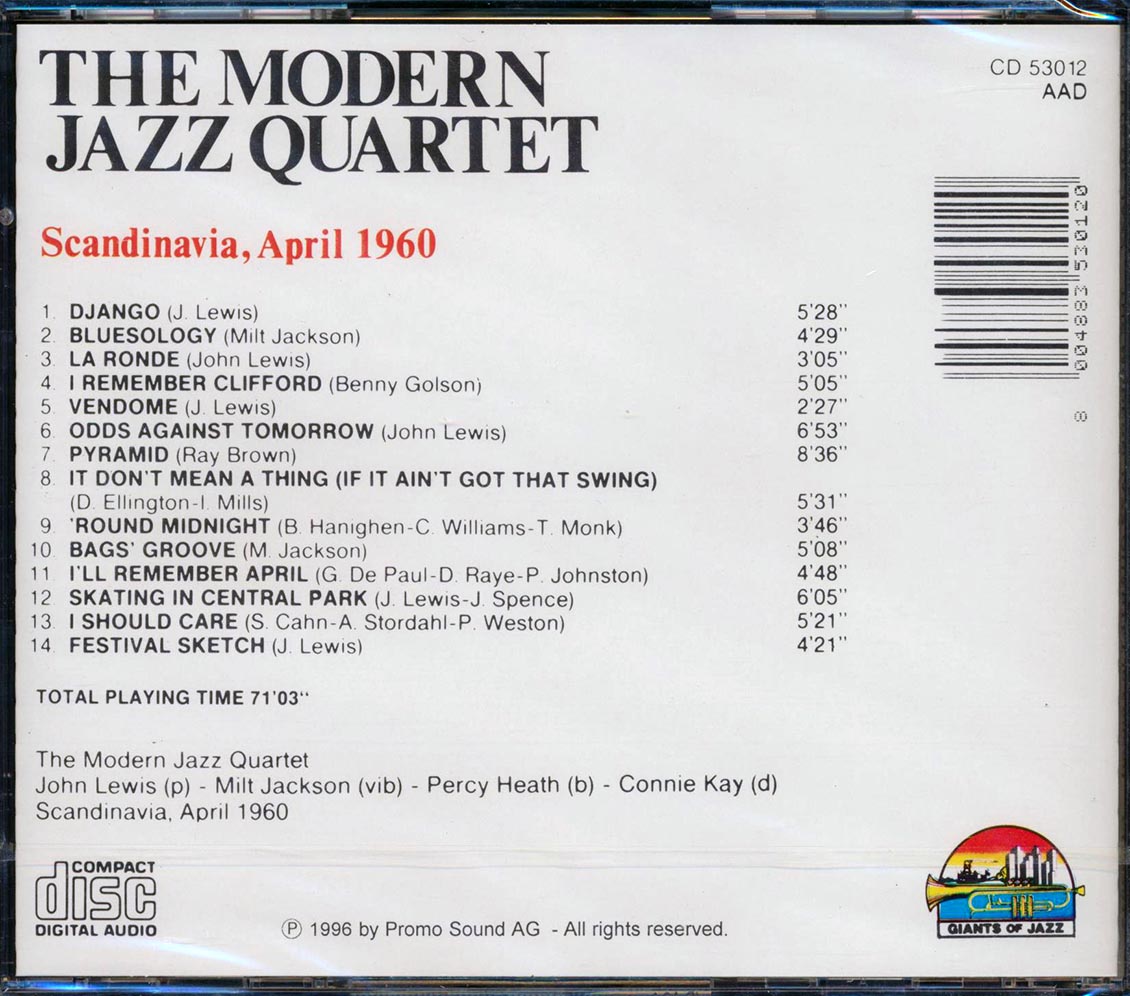 THE MODERN
JAZZ QUARTET
CD 53012
AAD
Scandinavia, April 1960
1. DJANGO (J. Lewis) 5'28"
2. BLUESOLOGY (Milt Jackson) 4'29"
3. LA RONDE (John Lewis) 3'05"
4. I REMEMBER CLIFFORD (Benny Golson) 5'05"
5. VENDOME (J. Lewis) 2'27"
6. ODDS AGAINST TOMORROW (John Lewis) 6'53"
7. PYRAMID (Ray Brown) 8'36"
8. IT DON'T MEAN A THING (IF IT AIN'T GOT THAT SWING)
(D. Ellington-I. Mills) 5'31"
9. 'ROUND MIDNIGHT (B. Hanighen-C. Williams-T. Monk) 3'46"
10. BAGS' GROOVE (M. Jackson) 5'08"
11. I'LL REMEMBER APRIL (G. De Paul-D. Raye-P. Johnston) 4'48"
12. SKATING IN CENTRAL PARK (J. Lewis-J. Spence) 6'05"
13. I SHOULD CARE (S. Cahn-A. Stordahl-P. Weston) 5'21"
14. FESTIVAL SKETCH (J. Lewis) 4'21"
TOTAL PLAYING TIME 71'03"
The Modern Jazz Quartet
John Lewis (p) - Milt Jackson (vib) - Percy Heath (b) - Connie Kay (d)
Scandinavia, April 1960
COMPACT
disc
DIGITAL AUDIO
℗ 1996 by Promo Sound AG - All rights reserved.
GIANTS OF JAZZ